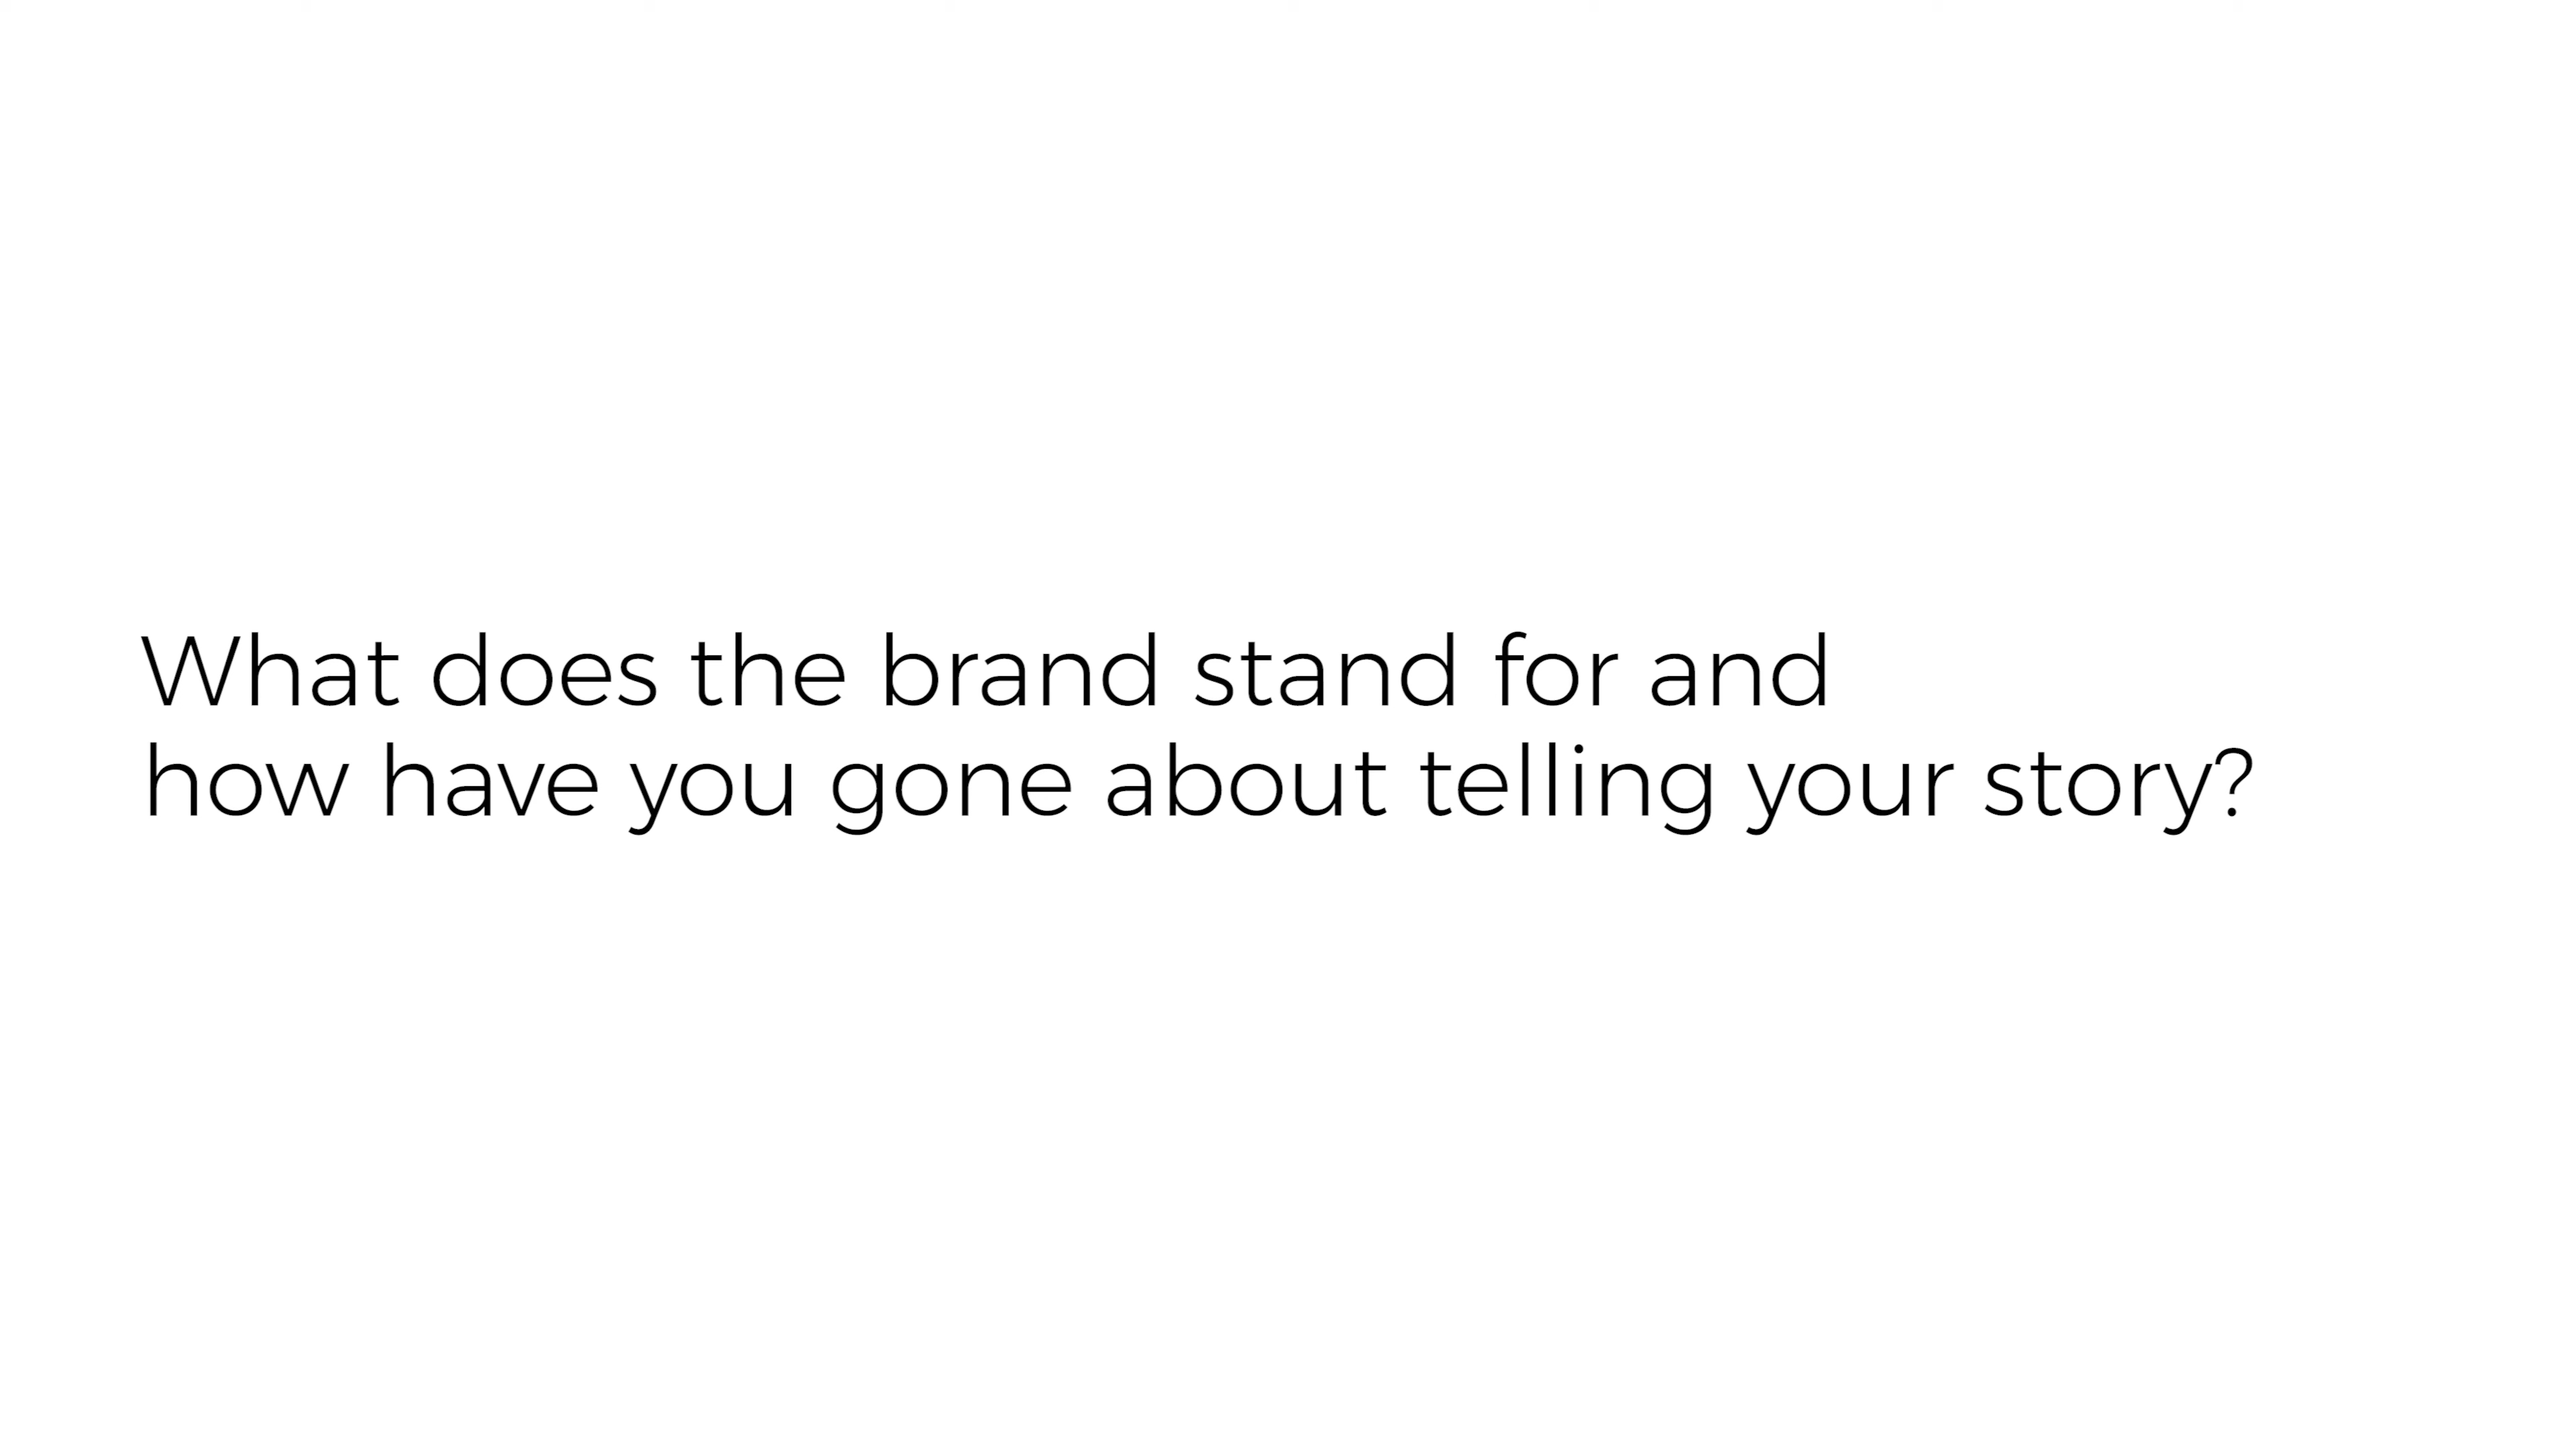 What does the brand stand for and
how have you gone about telling your story?